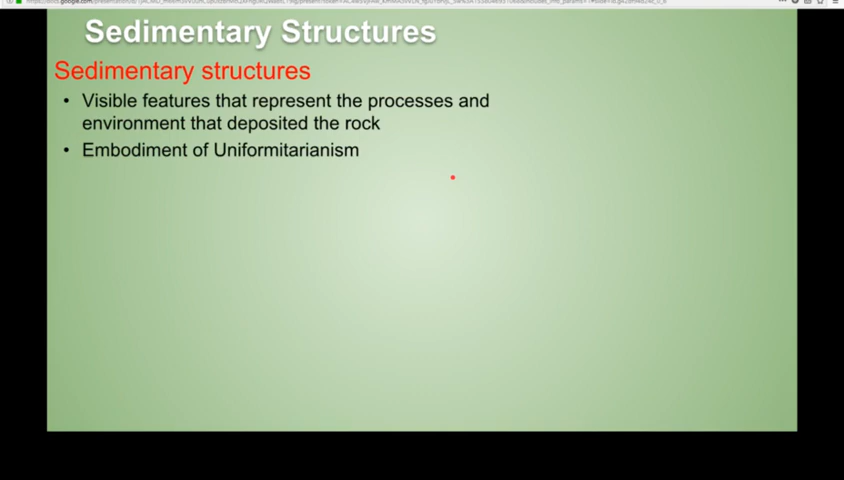 Sedimentary Structures
Sedimentary structures
• Visible features that represent the processes and
environment that deposited the rock
• Embodiment of Uniformitarianism